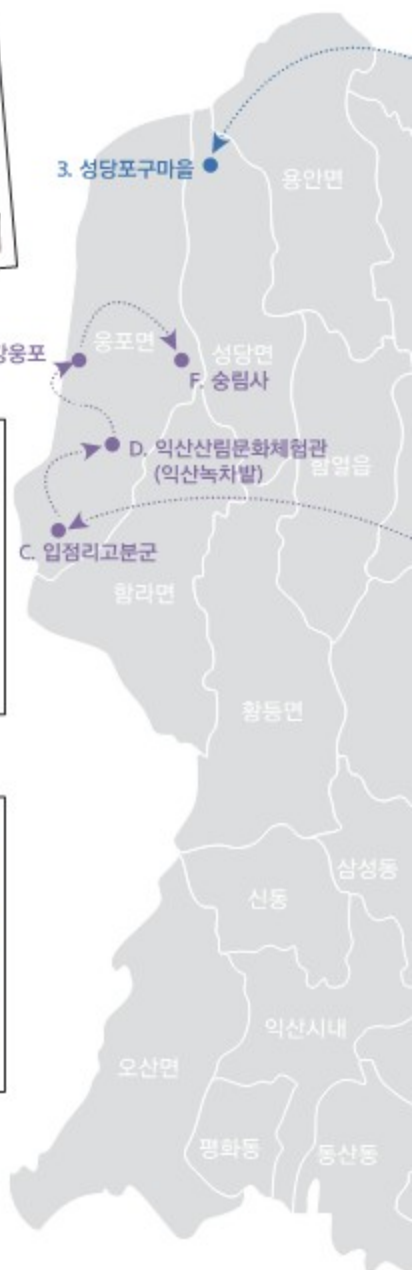 3. 성당포구마을
용안면
웅포
웅포면
성당면
F. 숭림사
D. 익산산림문화체험관
(익산녹차밭)
함열읍
C. 입점리고분군
함라면
황등면
삼성동
신동
익산시내
오산면
평화동
동산동